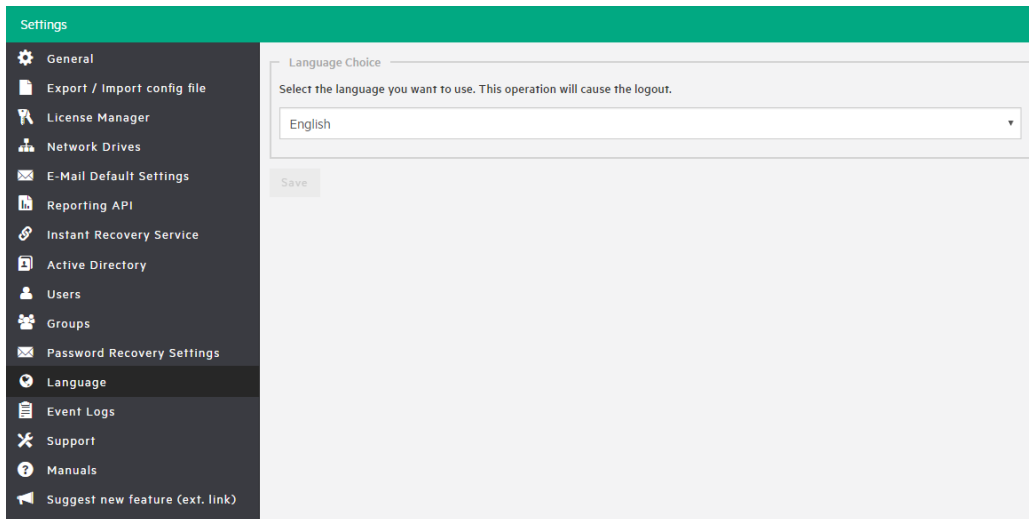 Settings
General
Export / Import config file
License Manager
Network Drives
E-Mail Default Settings
Reporting API
Instant Recovery Service
Active Directory
Users
Groups
Password Recovery Settings
Language
Event Logs
Support
Manuals
Suggest new feature (ext. link)
Language Choice
Select the language you want to use. This operation will cause the logout.
English
Save